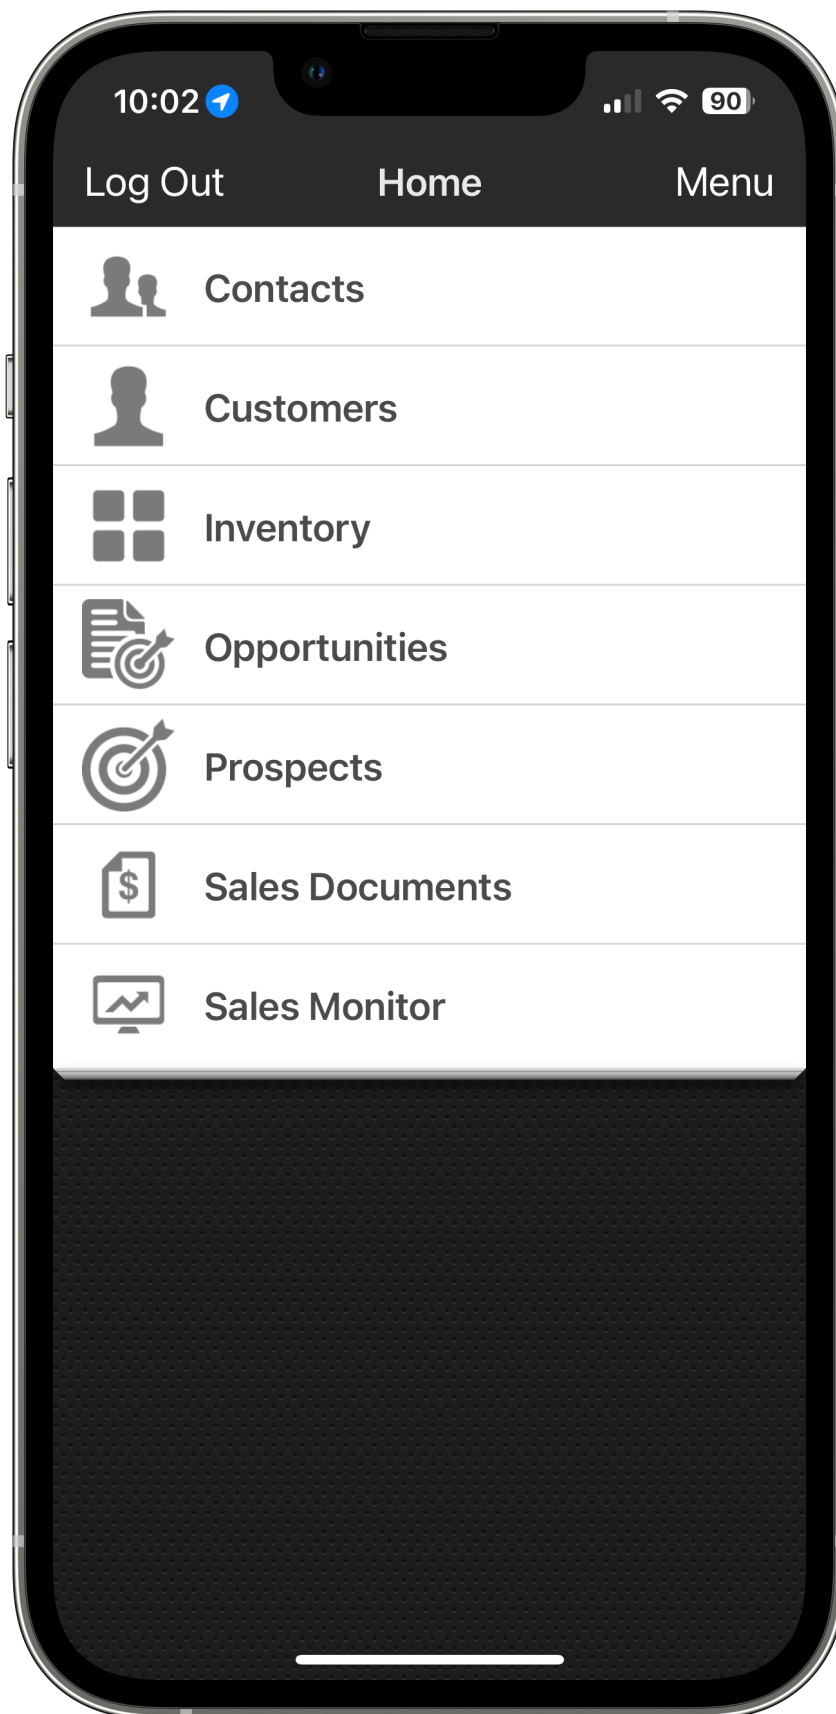 10:02 90
Log Out Home Menu
Contacts
Customers
Inventory
Opportunities
Prospects
$ Sales Documents
Sales Monitor